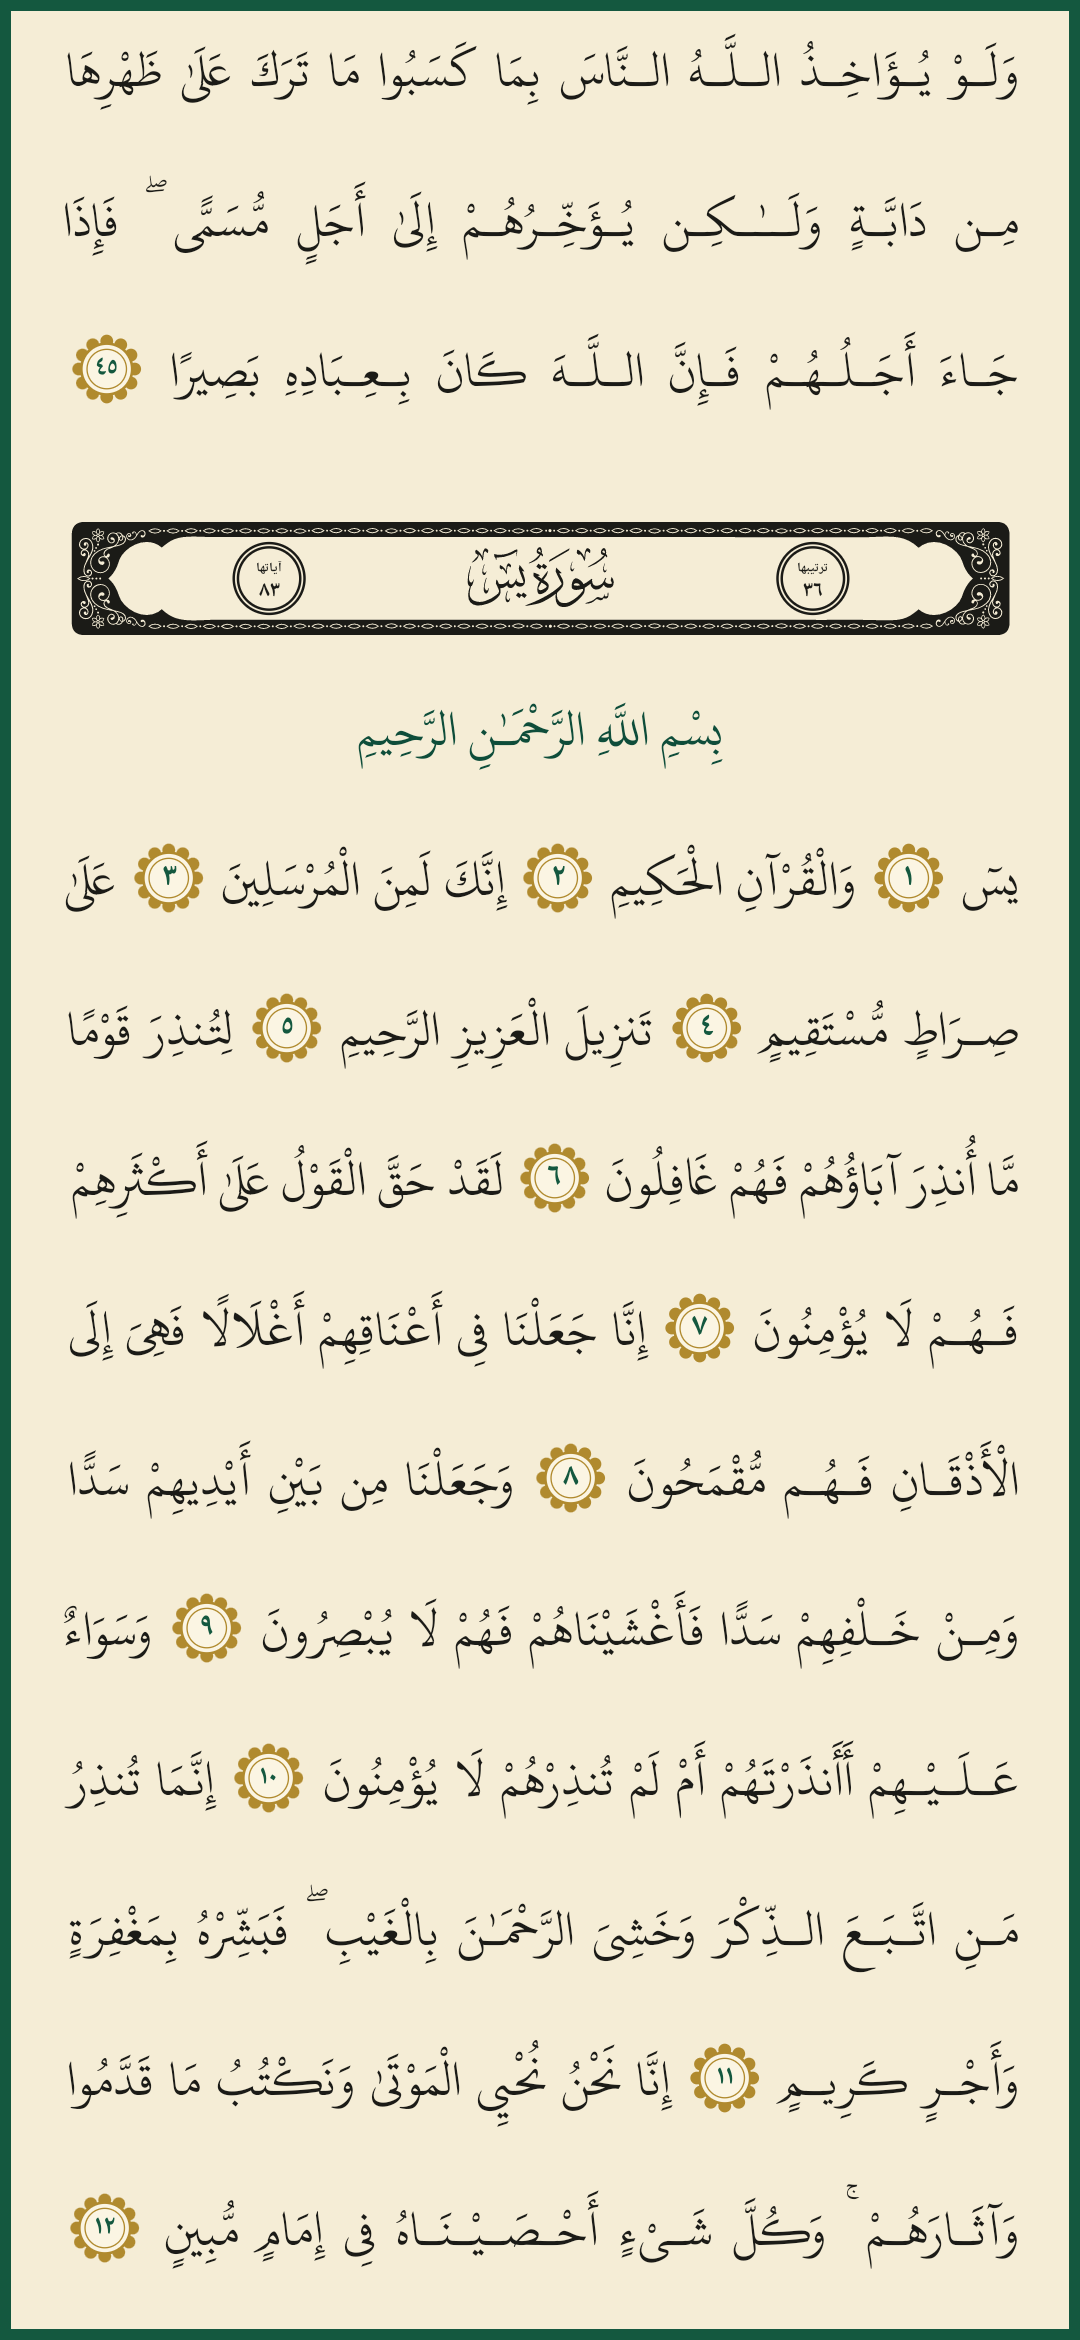 وَلَوْ يُؤَاخِذُ اللَّهُ النَّاسَ بِمَا كَسَبُوا مَا تَرَكَ عَلَىٰ ظَهْرِهَا
مِن دَابَّةٍ وَلَـٰكِن يُؤَخِّرُهُمْ إِلَىٰ أَجَلٍ مُّسَمًّى ۖ فَإِذَا
جَاءَ أَجَلُهُمْ فَإِنَّ اللَّهَ كَانَ بِعِبَادِهِ بَصِيرًا ٤٥
ترتيبها ٣٦ سُورَةُ يسٓ آياتها ٨٣
بِسْمِ اللَّهِ الرَّحْمَـٰنِ الرَّحِيمِ
يسٓ ١ وَالْقُرْآنِ الْحَكِيمِ ٢ إِنَّكَ لَمِنَ الْمُرْسَلِينَ ٣ عَلَىٰ
صِرَاطٍ مُّسْتَقِيمٍ ٤ تَنزِيلَ الْعَزِيزِ الرَّحِيمِ ٥ لِتُنذِرَ قَوْمًا
مَّا أُنذِرَ آبَاؤُهُمْ فَهُمْ غَافِلُونَ ٦ لَقَدْ حَقَّ الْقَوْلُ عَلَىٰ أَكْثَرِهِمْ
فَهُمْ لَا يُؤْمِنُونَ ٧ إِنَّا جَعَلْنَا فِي أَعْنَاقِهِمْ أَغْلَالًا فَهِيَ إِلَى
الْأَذْقَانِ فَهُم مُّقْمَحُونَ ٨ وَجَعَلْنَا مِن بَيْنِ أَيْدِيهِمْ سَدًّا
وَمِنْ خَلْفِهِمْ سَدًّا فَأَغْشَيْنَاهُمْ فَهُمْ لَا يُبْصِرُونَ ٩ وَسَوَاءٌ
عَلَيْهِمْ أَأَنذَرْتَهُمْ أَمْ لَمْ تُنذِرْهُمْ لَا يُؤْمِنُونَ ١٠ إِنَّمَا تُنذِرُ
مَنِ اتَّبَعَ الذِّكْرَ وَخَشِيَ الرَّحْمَـٰنَ بِالْغَيْبِ ۖ فَبَشِّرْهُ بِمَغْفِرَةٍ
وَأَجْرٍ كَرِيمٍ ١١ إِنَّا نَحْنُ نُحْيِي الْمَوْتَىٰ وَنَكْتُبُ مَا قَدَّمُوا
وَآثَارَهُمْ ۚ وَكُلَّ شَيْءٍ أَحْصَيْنَاهُ فِي إِمَامٍ مُّبِينٍ ١٢